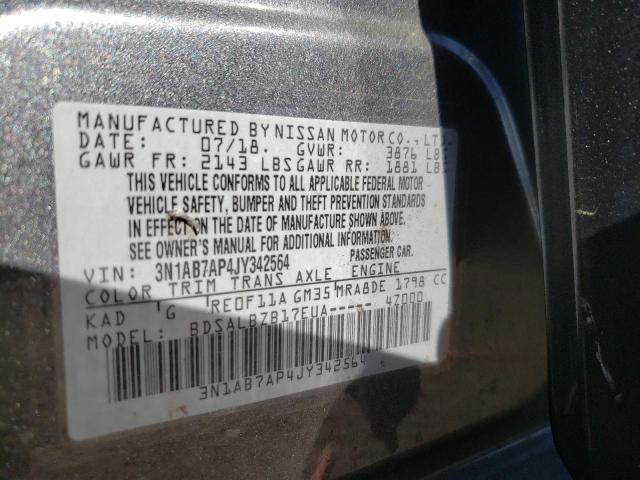 MANUFACTURED BY NISSAN MOTOR CO., LTD.
DATE: 07/18. GVWR: 3876 LBS
GAWR FR: 2143 LBS GAWR RR: 1881 LBS
THIS VEHICLE CONFORMS TO ALL APPLICABLE FEDERAL MOTOR
VEHICLE SAFETY, BUMPER AND THEFT PREVENTION STANDARDS
IN EFFECT ON THE DATE OF MANUFACTURE SHOWN ABOVE.
SEE OWNER'S MANUAL FOR ADDITIONAL INFORMATION.
VIN: 3N1AB7AP4JY342564 PASSENGER CAR.
COLOR TRIM TRANS AXLE ENGINE
KAD G RE0F11A GM35 MRA8DE 1798 CC
MODEL: BDSALBZB17EUA----- 4Z000
3N1AB7AP4JY342564